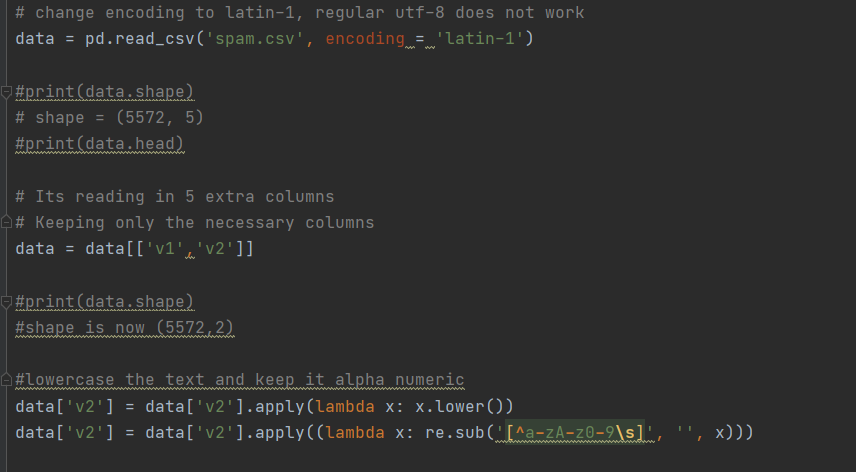 # change encoding to latin-1, regular utf-8 does not work
data = pd.read_csv('spam.csv', encoding = 'latin-1')
#print(data.shape)
# shape = (5572, 5)
#print(data.head)
# Its reading in 5 extra columns
# Keeping only the necessary columns
data = data[['v1','v2']]
#print(data.shape)
#shape is now (5572,2)
#lowercase the text and keep it alpha numeric
data['v2'] = data['v2'].apply(lambda x: x.lower())
data['v2'] = data['v2'].apply((lambda x: re.sub('[^a-zA-z0-9\s]', '', x)))